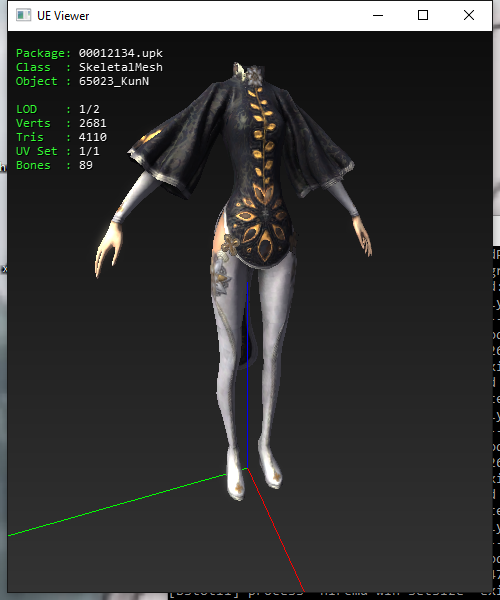 UE Viewer
Package: 00012134.upk
Class  : SkeletalMesh
Object : 65023_KunN
LOD    : 1/2
Verts  : 2681
Tris   : 4110
UV Set : 1/1
Bones  : 89